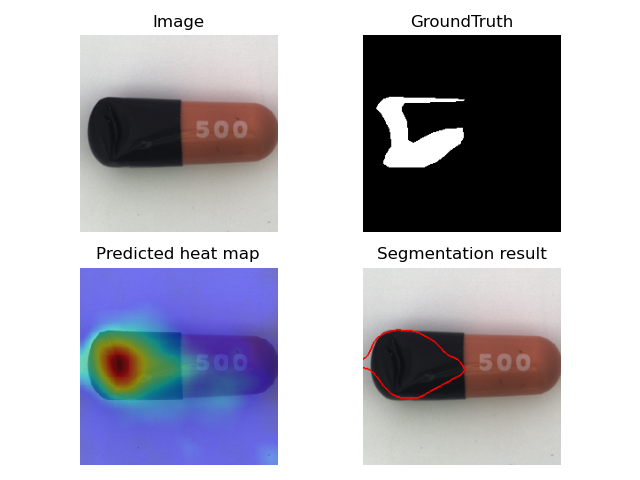 Image
GroundTruth
500
Predicted heat map
Segmentation result
500
500